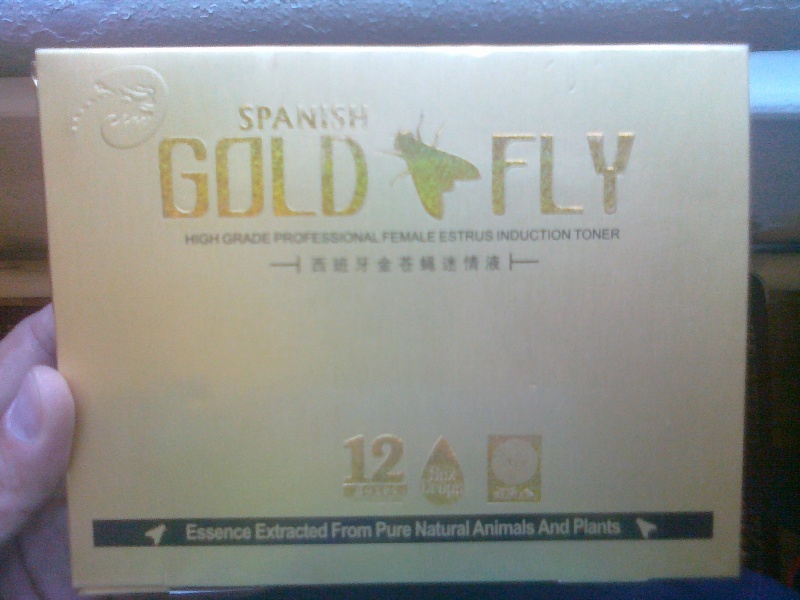 SPANISH
GOLD FLY
HIGH GRADE PROFESSIONAL FEMALE ESTRUS INDUCTION TONER
西班牙金苍蝇迷情液
12
Essence Extracted From Pure Natural Animals And Plants